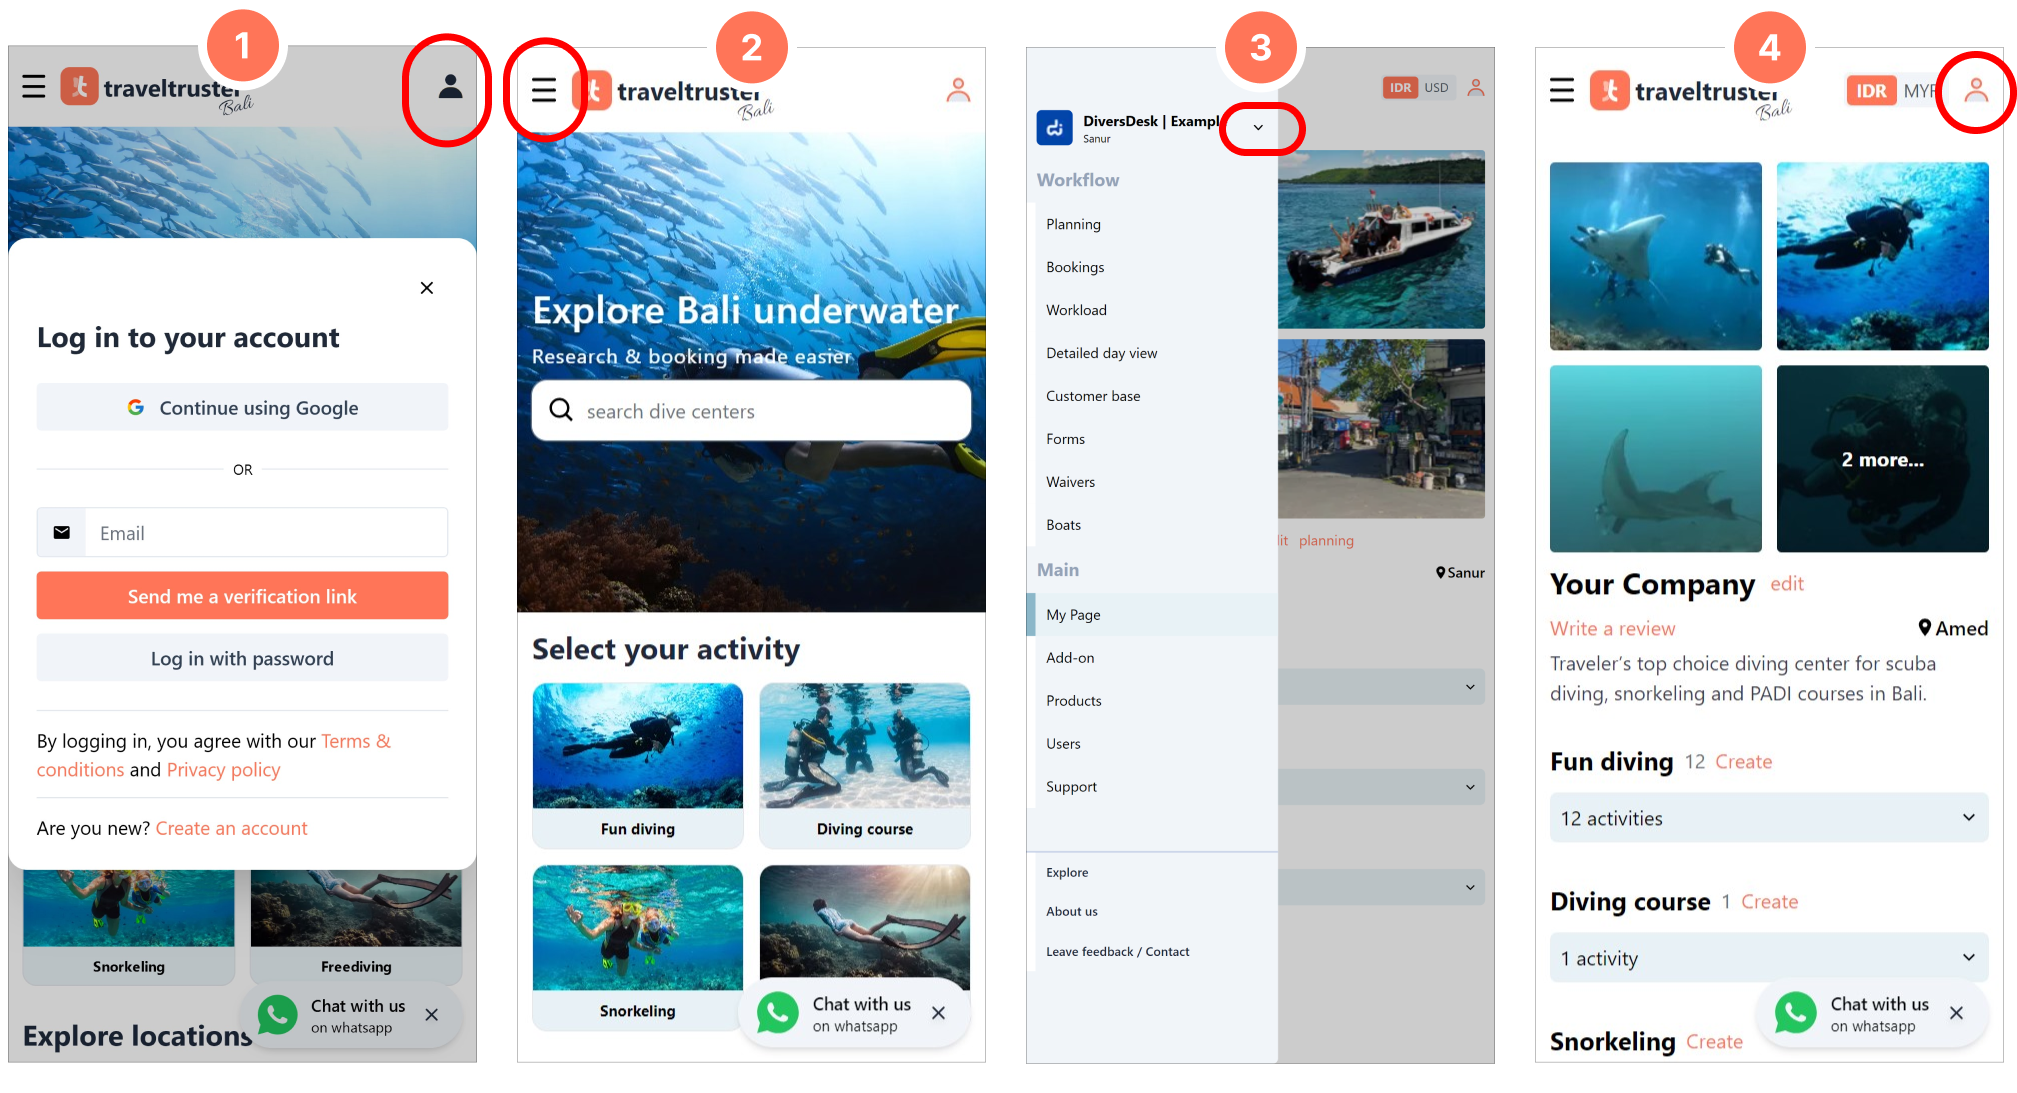 1
traveltruster
Bali
Log in to your account
Continue using Google
OR
Email
Send me a verification link
Log in with password
By logging in, you agree with our Terms &
conditions and Privacy policy
Are you new? Create an account
Snorkeling
Freediving
Chat with us
on whatsapp
Explore locations
2
traveltruster
Bali
Explore Bali underwater
Research & booking made easier
search dive centers
Select your activity
Fun diving
Diving course
Snorkeling
Chat with us
on whatsapp
3
IDR USD
DiversDesk | Exampl
Sanur
Workflow
Planning
Bookings
Workload
Detailed day view
Customer base
Forms
Waivers
Boats
Main
My Page
Add-on
Products
Users
Support
Explore
About us
Leave feedback / Contact
dit planning
Sanur
4
traveltruster
Bali
IDR MYR
2 more...
Your Company edit
Write a review
Amed
Traveler’s top choice diving center for scuba
diving, snorkeling and PADI courses in Bali.
Fun diving 12 Create
12 activities
Diving course 1 Create
1 activity
Snorkeling Create
Chat with us
on whatsapp